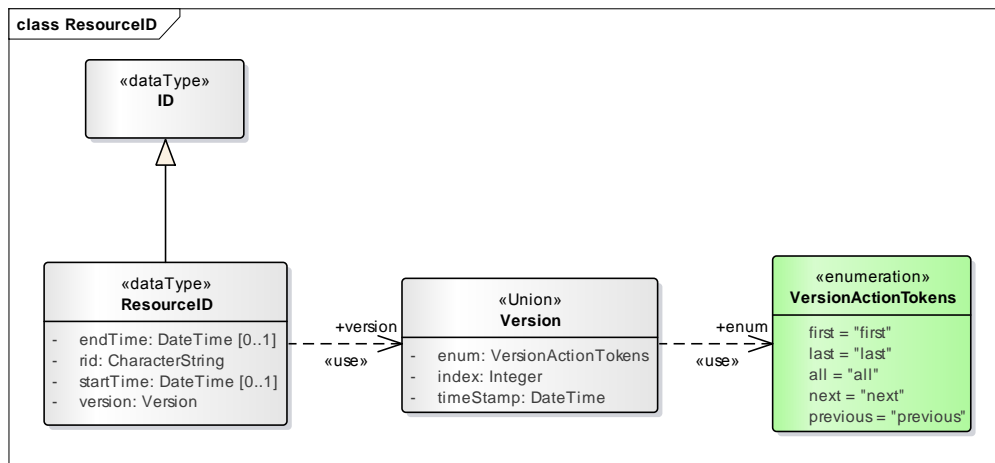 class ResourceID
«dataType»
ID
«dataType»
ResourceID
- endTime: DateTime [0..1]
- rid: CharacterString
- startTime: DateTime [0..1]
- version: Version
+version
«use»
«Union»
Version
- enum: VersionActionTokens
- index: Integer
- timeStamp: DateTime
+enum
«use»
«enumeration»
VersionActionTokens
first = "first"
last = "last"
all = "all"
next = "next"
previous = "previous"